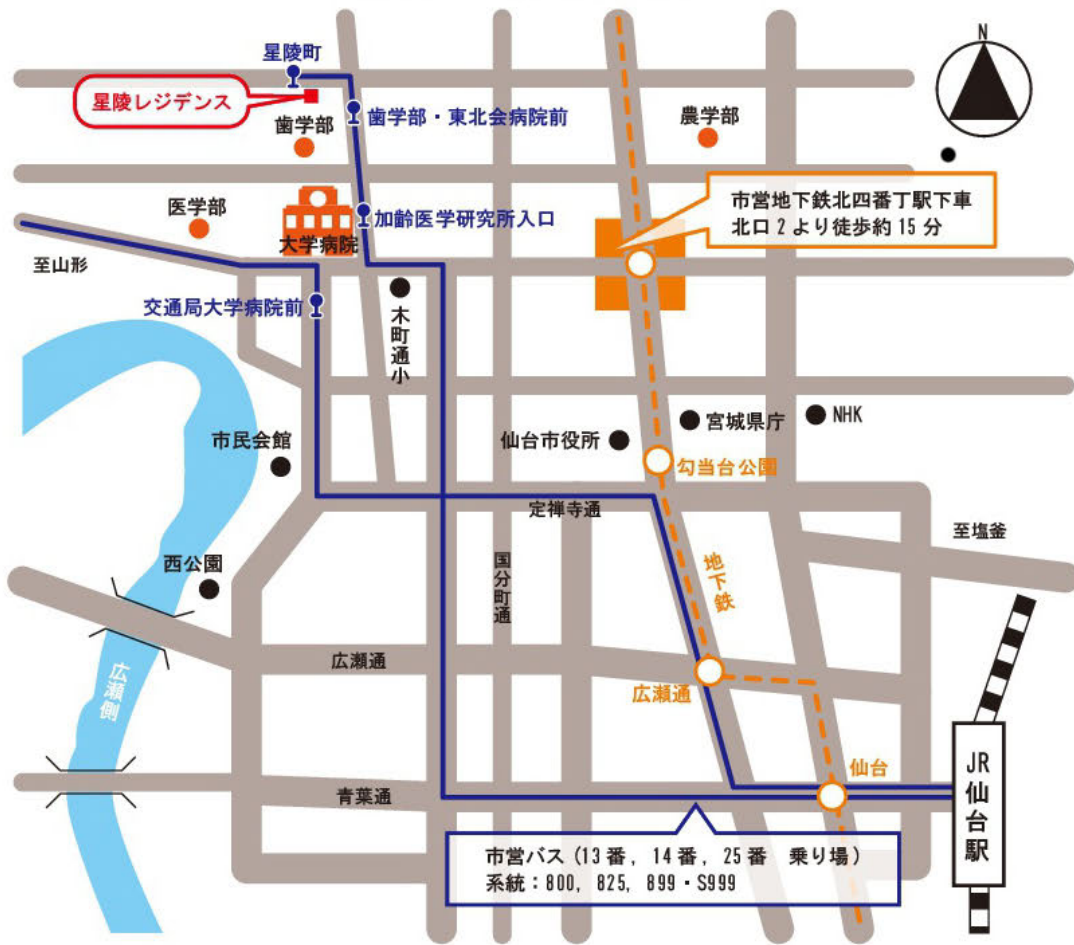 N
星陵町
星陵レジデンス
歯学部
歯学部・東北会病院前
農学部
医学部
大学病院
加齢医学研究所入口
市営地下鉄北四番丁駅下車
北口2より徒歩約15分
至山形
交通局大学病院前
木町通小
市民会館
仙台市役所
宮城県庁
NHK
勾当台公園
定禅寺通
至塩釜
西公園
国分町通
地下鉄
広瀬側
広瀬通
広瀬通
仙台
青葉通
JR仙台駅
市営バス(13番, 14番, 25番 乗り場)
系統:800, 825, 899・S999